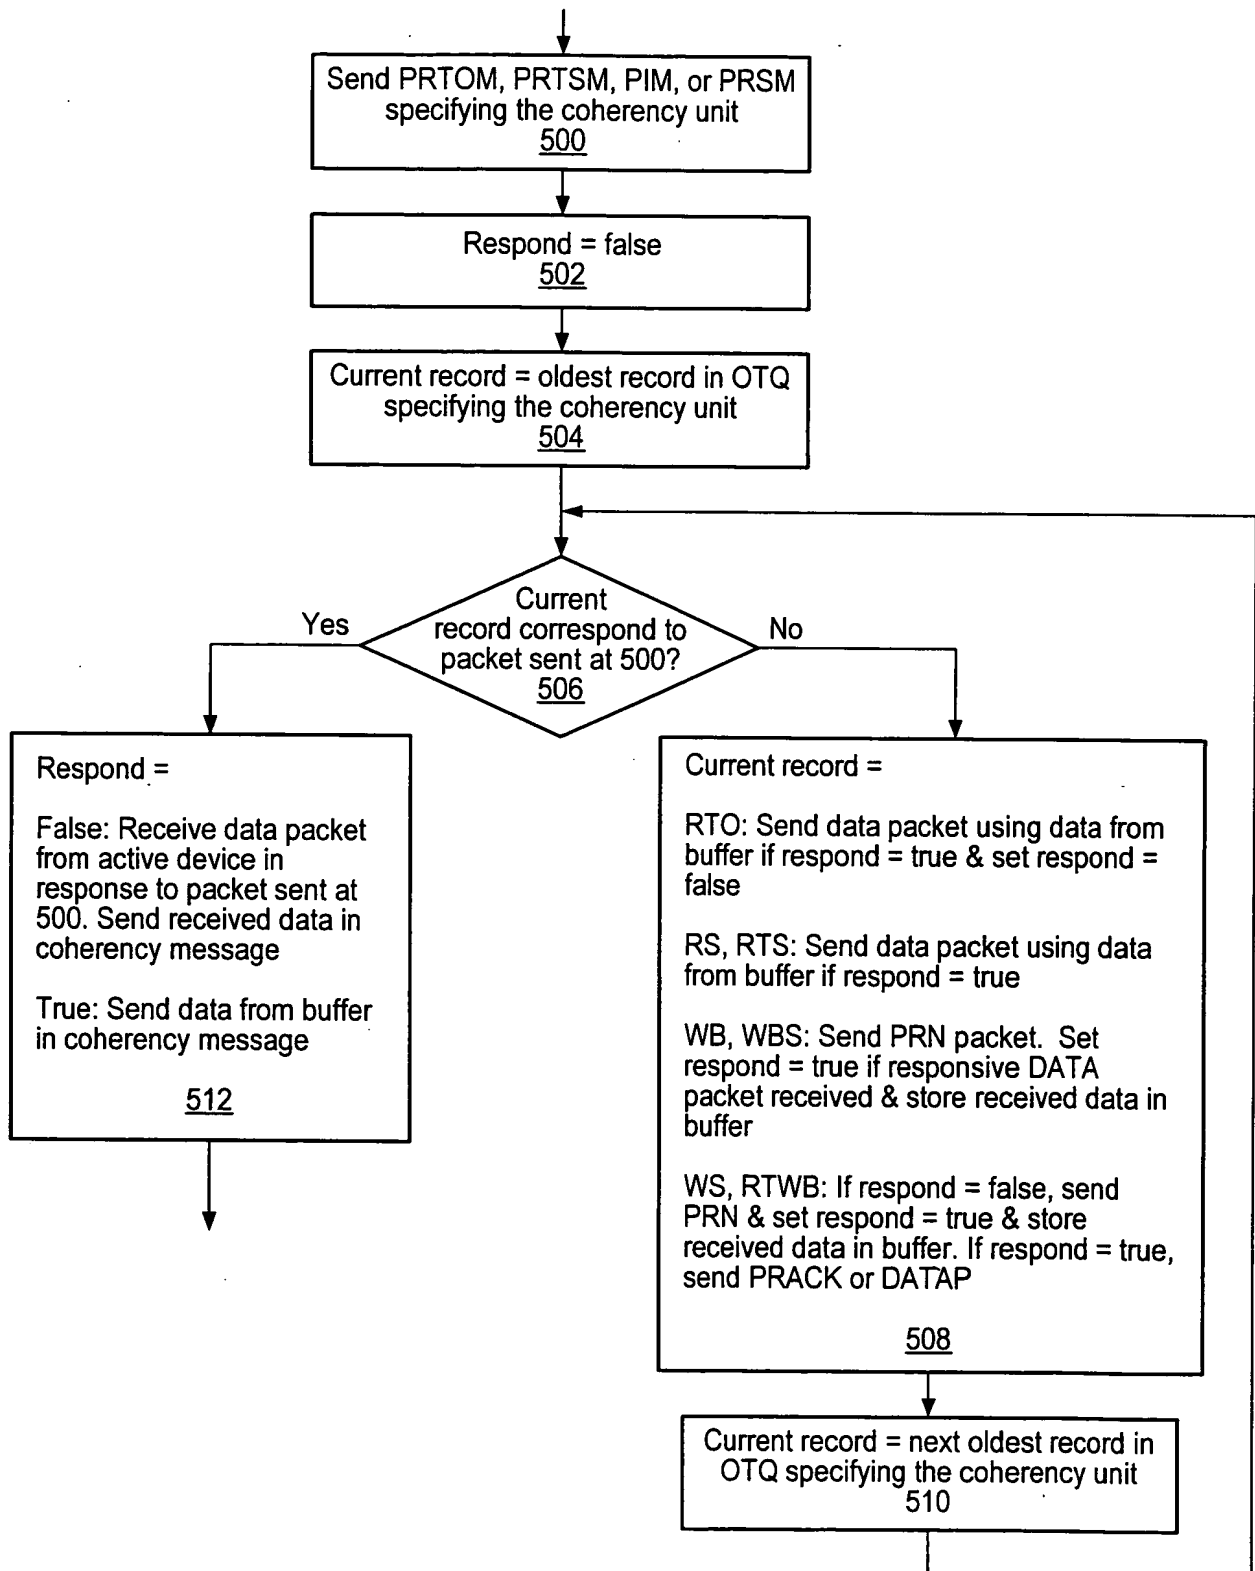 Send PRTOM, PRTSM, PIM, or PRSM
specifying the coherency unit
500
Respond = false
502
Current record = oldest record in OTQ
specifying the coherency unit
504
Current
record correspond to
packet sent at 500?
506
Yes
No
Respond =
False: Receive data packet
from active device in
response to packet sent at
500. Send received data in
coherency message
True: Send data from buffer
in coherency message
512
Current record =
RTO: Send data packet using data from
buffer if respond = true & set respond =
false
RS, RTS: Send data packet using data
from buffer if respond = true
WB, WBS: Send PRN packet. Set
respond = true if responsive DATA
packet received & store received data in
buffer
WS, RTWB: If respond = false, send
PRN & set respond = true & store
received data in buffer. If respond = true,
send PRACK or DATAP
508
Current record = next oldest record in
OTQ specifying the coherency unit
510